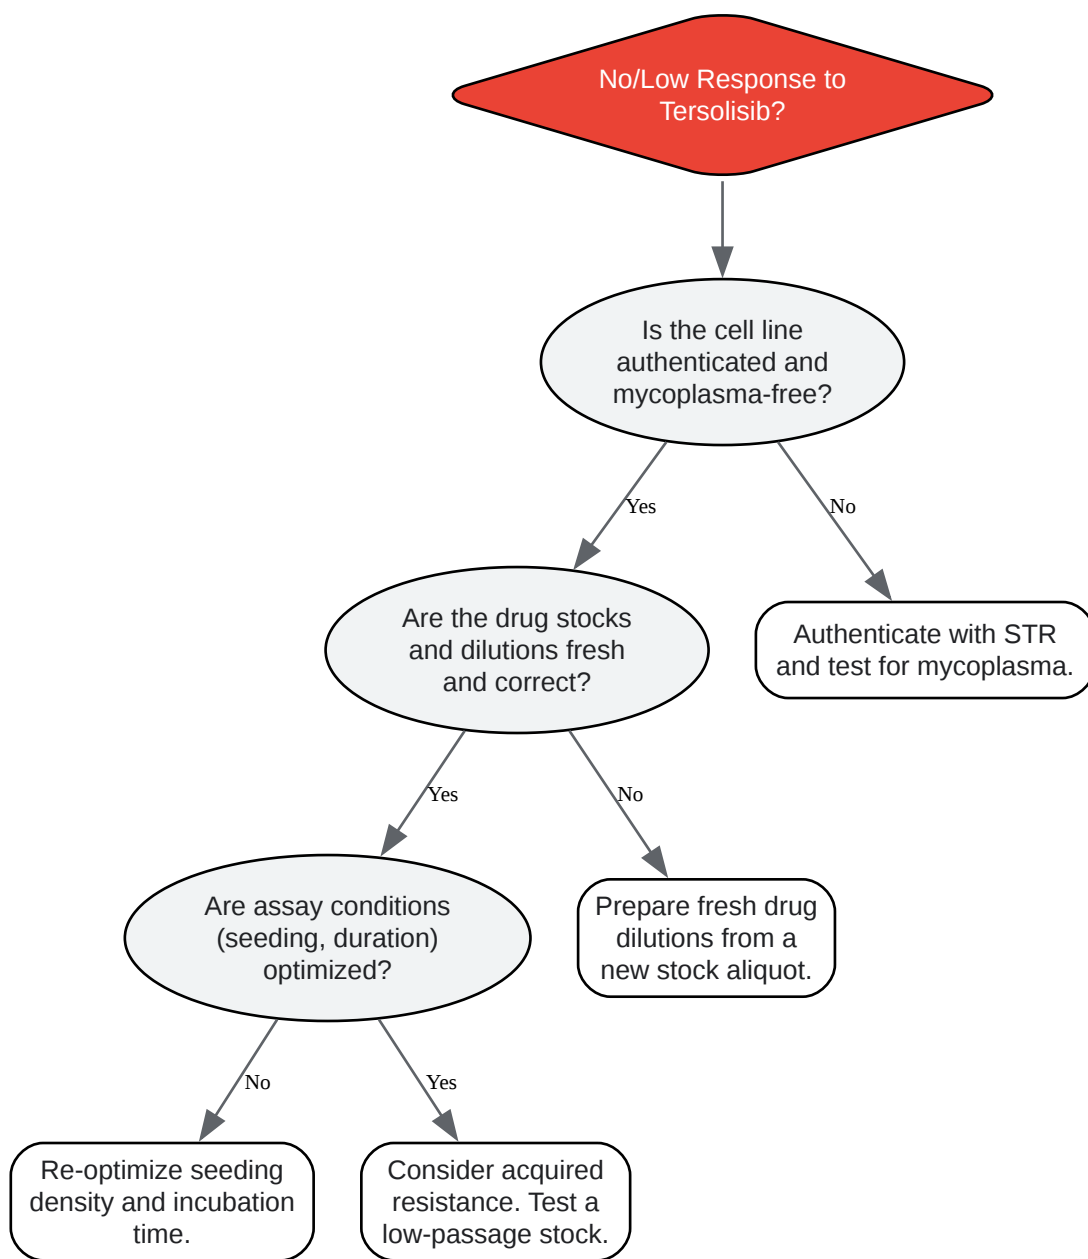 No/Low Response to
Tersolisib?
Is the cell line
authenticated and
mycoplasma-free?
Yes
No
Are the drug stocks
and dilutions fresh
and correct?
Authenticate with STR
and test for mycoplasma.
Yes
No
Are assay conditions
(seeding, duration)
optimized?
Prepare fresh drug
dilutions from a
new stock aliquot.
No
Yes
Re-optimize seeding
density and incubation
time.
Consider acquired
resistance. Test a
low-passage stock.